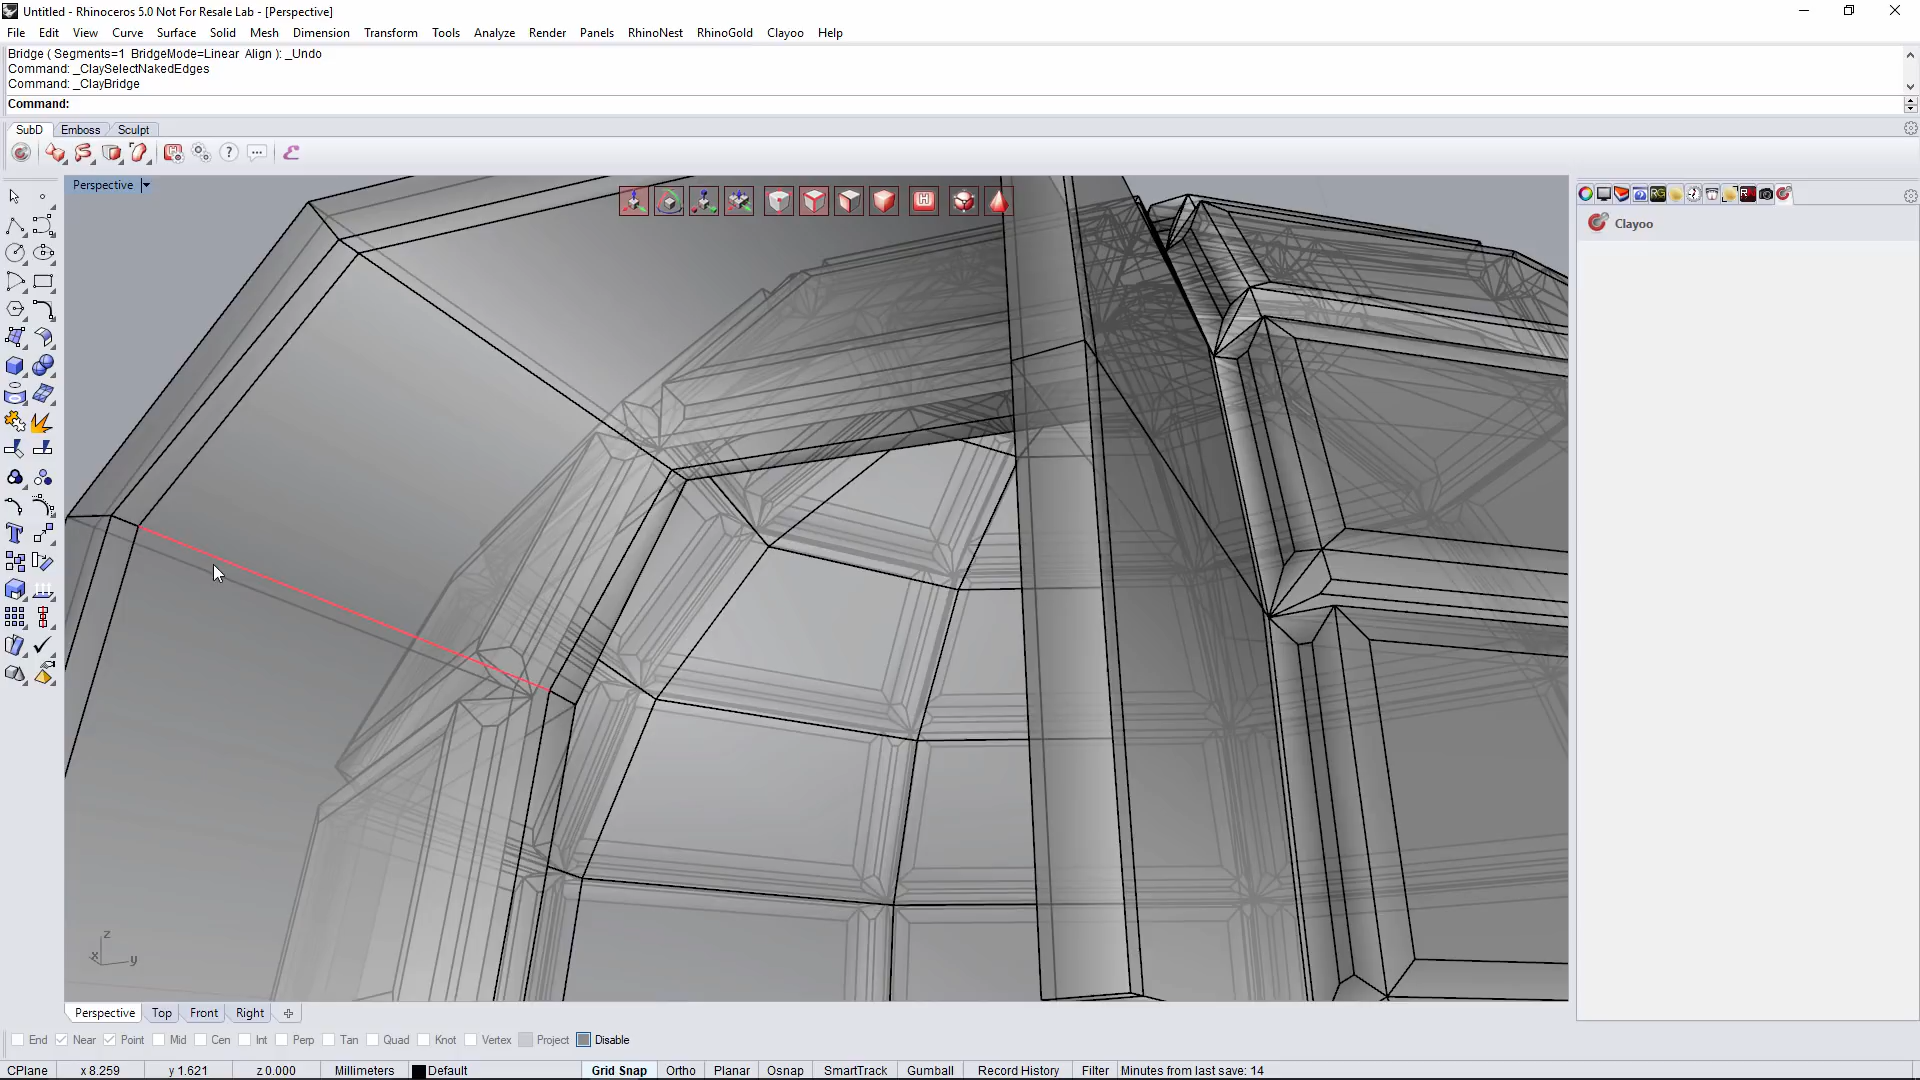 Untitled - Rhinoceros 5.0 Not For Resale Lab - [Perspective]
File Edit View Curve Surface Solid Mesh Dimension Transform Tools Analyze Render Panels RhinoNest RhinoGold Clayoo Help
Bridge ( Segments=1 BridgeMode=Linear Align ): _Undo
Command: _ClaySelectNakedEdges
Command: _ClayBridge
Command:
SubD Emboss Sculpt
Perspective
Clayoo
z
x y
Perspective Top Front Right
End Near Point Mid Cen Int Perp Tan Quad Knot Vertex Project Disable
CPlane x 8.259 y 1.621 z 0.000 Millimeters Default Grid Snap Ortho Planar Osnap SmartTrack Gumball Record History Filter Minutes from last save: 14